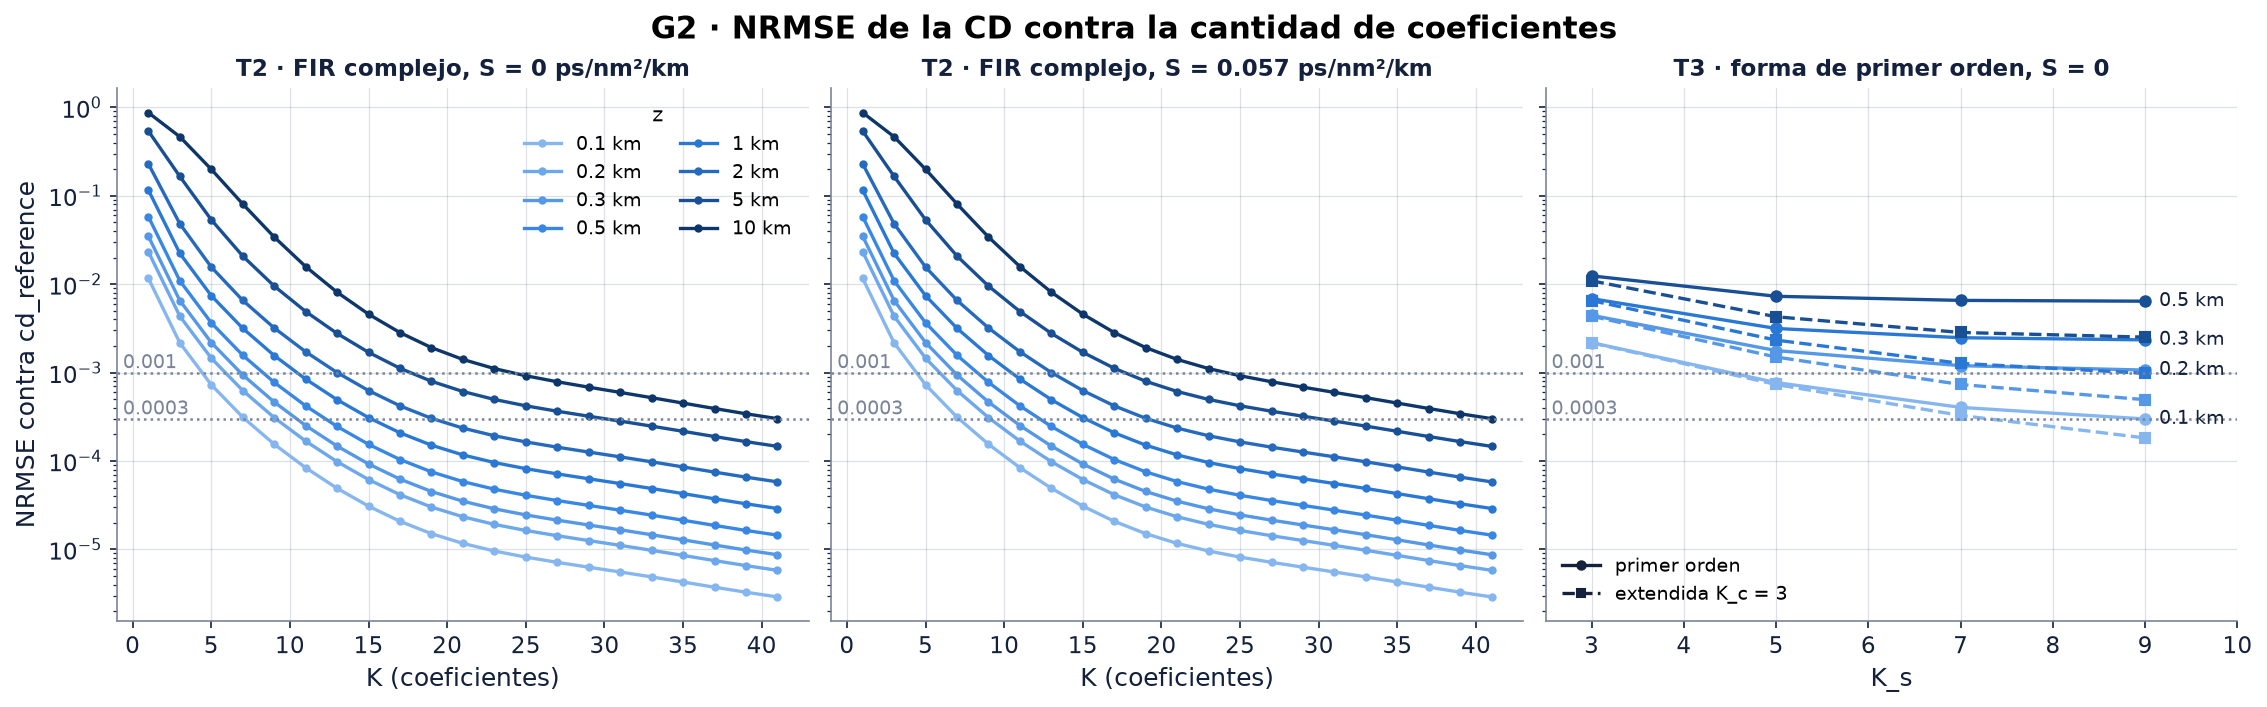 G2 · NRMSE de la CD contra la cantidad de coeficientes
T2 · FIR complejo, S = 0 ps/nm²/km
T2 · FIR complejo, S = 0.057 ps/nm²/km
T3 · forma de primer orden, S = 0
NRMSE contra cd_reference
10⁰
10⁻¹
10⁻²
10⁻³
10⁻⁴
10⁻⁵
z
0.1 km
0.2 km
0.3 km
0.5 km
1 km
2 km
5 km
10 km
0.001
0.0003
0 5 10 15 20 25 30 35 40
K (coeficientes)
0.001
0.0003
0 5 10 15 20 25 30 35 40
K (coeficientes)
0.001
0.0003
0.5 km
0.3 km
0.2 km
0.1 km
primer orden
extendida K_c = 3
3 4 5 6 7 8 9 10
K_s